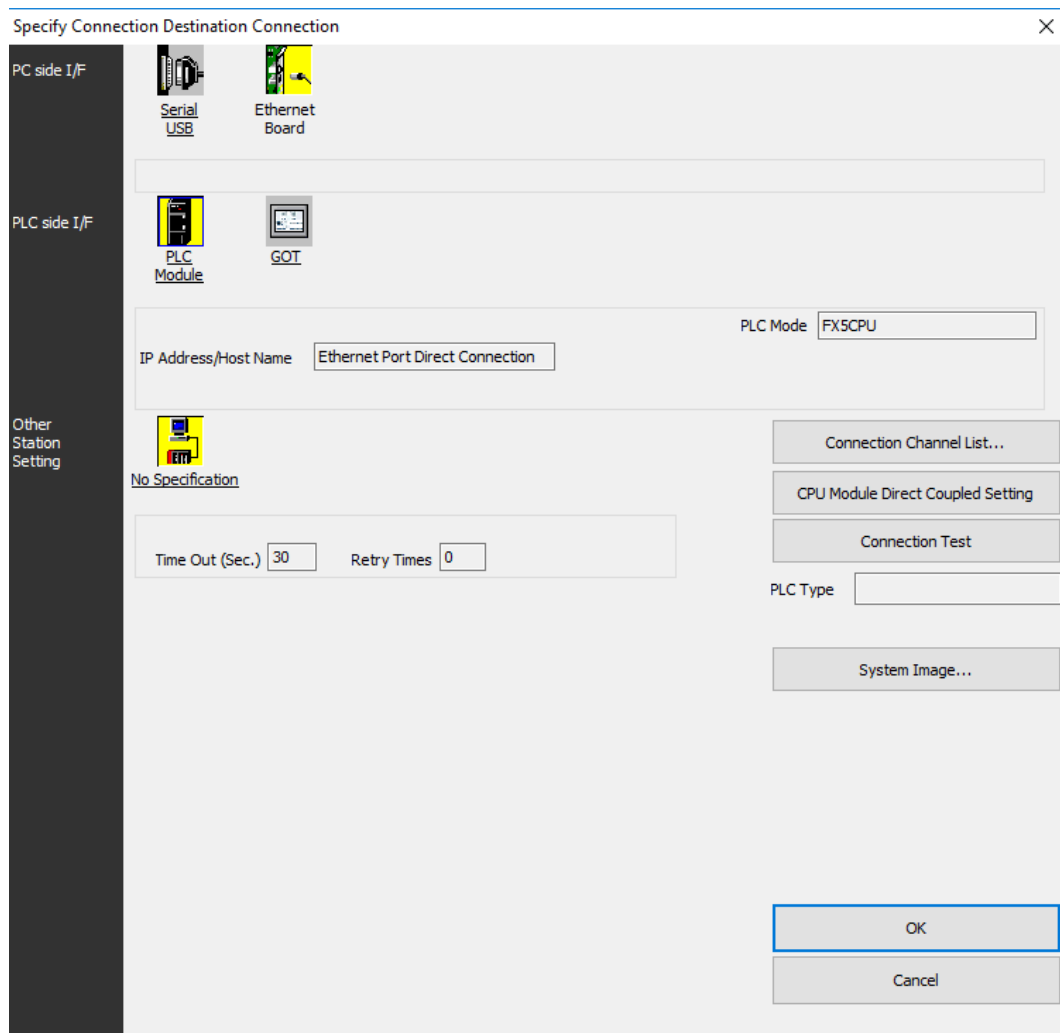 Specify Connection Destination Connection
PC side I/F
Serial
USB
Ethernet
Board
PLC side I/F
PLC
Module
GOT
PLC Mode FX5CPU
IP Address/Host Name Ethernet Port Direct Connection
Other
Station
Setting
No Specification
Connection Channel List...
CPU Module Direct Coupled Setting
Time Out (Sec.) 30 Retry Times 0
Connection Test
PLC Type
System Image...
OK
Cancel